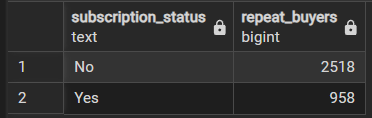 subscription_status repeat_buyers
text bigint
1 No 2518
2 Yes 958